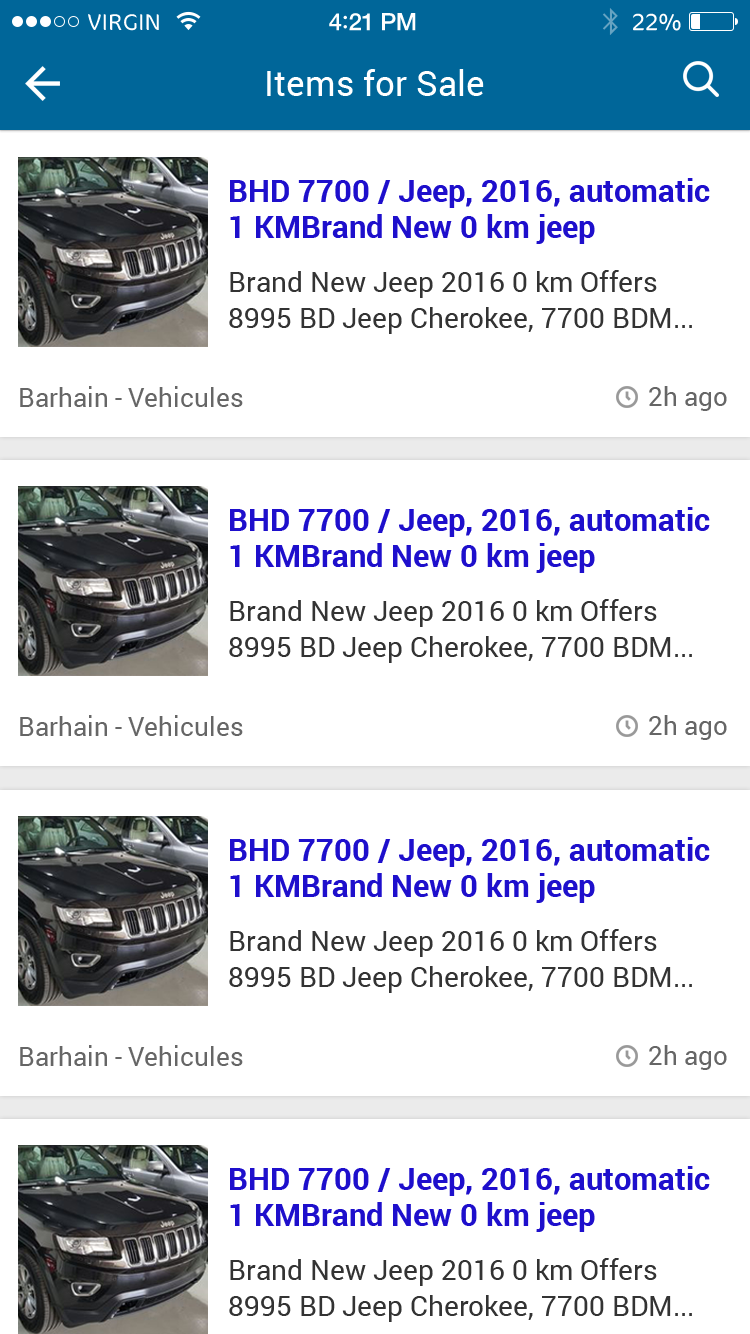 VIRGIN 4:21 PM 22%
Items for Sale
BHD 7700 / Jeep, 2016, automatic
1 KMBrand New 0 km jeep
Brand New Jeep 2016 0 km Offers
8995 BD Jeep Cherokee, 7700 BDM...
Barhain - Vehicules 2h ago
BHD 7700 / Jeep, 2016, automatic
1 KMBrand New 0 km jeep
Brand New Jeep 2016 0 km Offers
8995 BD Jeep Cherokee, 7700 BDM...
Barhain - Vehicules 2h ago
BHD 7700 / Jeep, 2016, automatic
1 KMBrand New 0 km jeep
Brand New Jeep 2016 0 km Offers
8995 BD Jeep Cherokee, 7700 BDM...
Barhain - Vehicules 2h ago
BHD 7700 / Jeep, 2016, automatic
1 KMBrand New 0 km jeep
Brand New Jeep 2016 0 km Offers
8995 BD Jeep Cherokee, 7700 BDM...